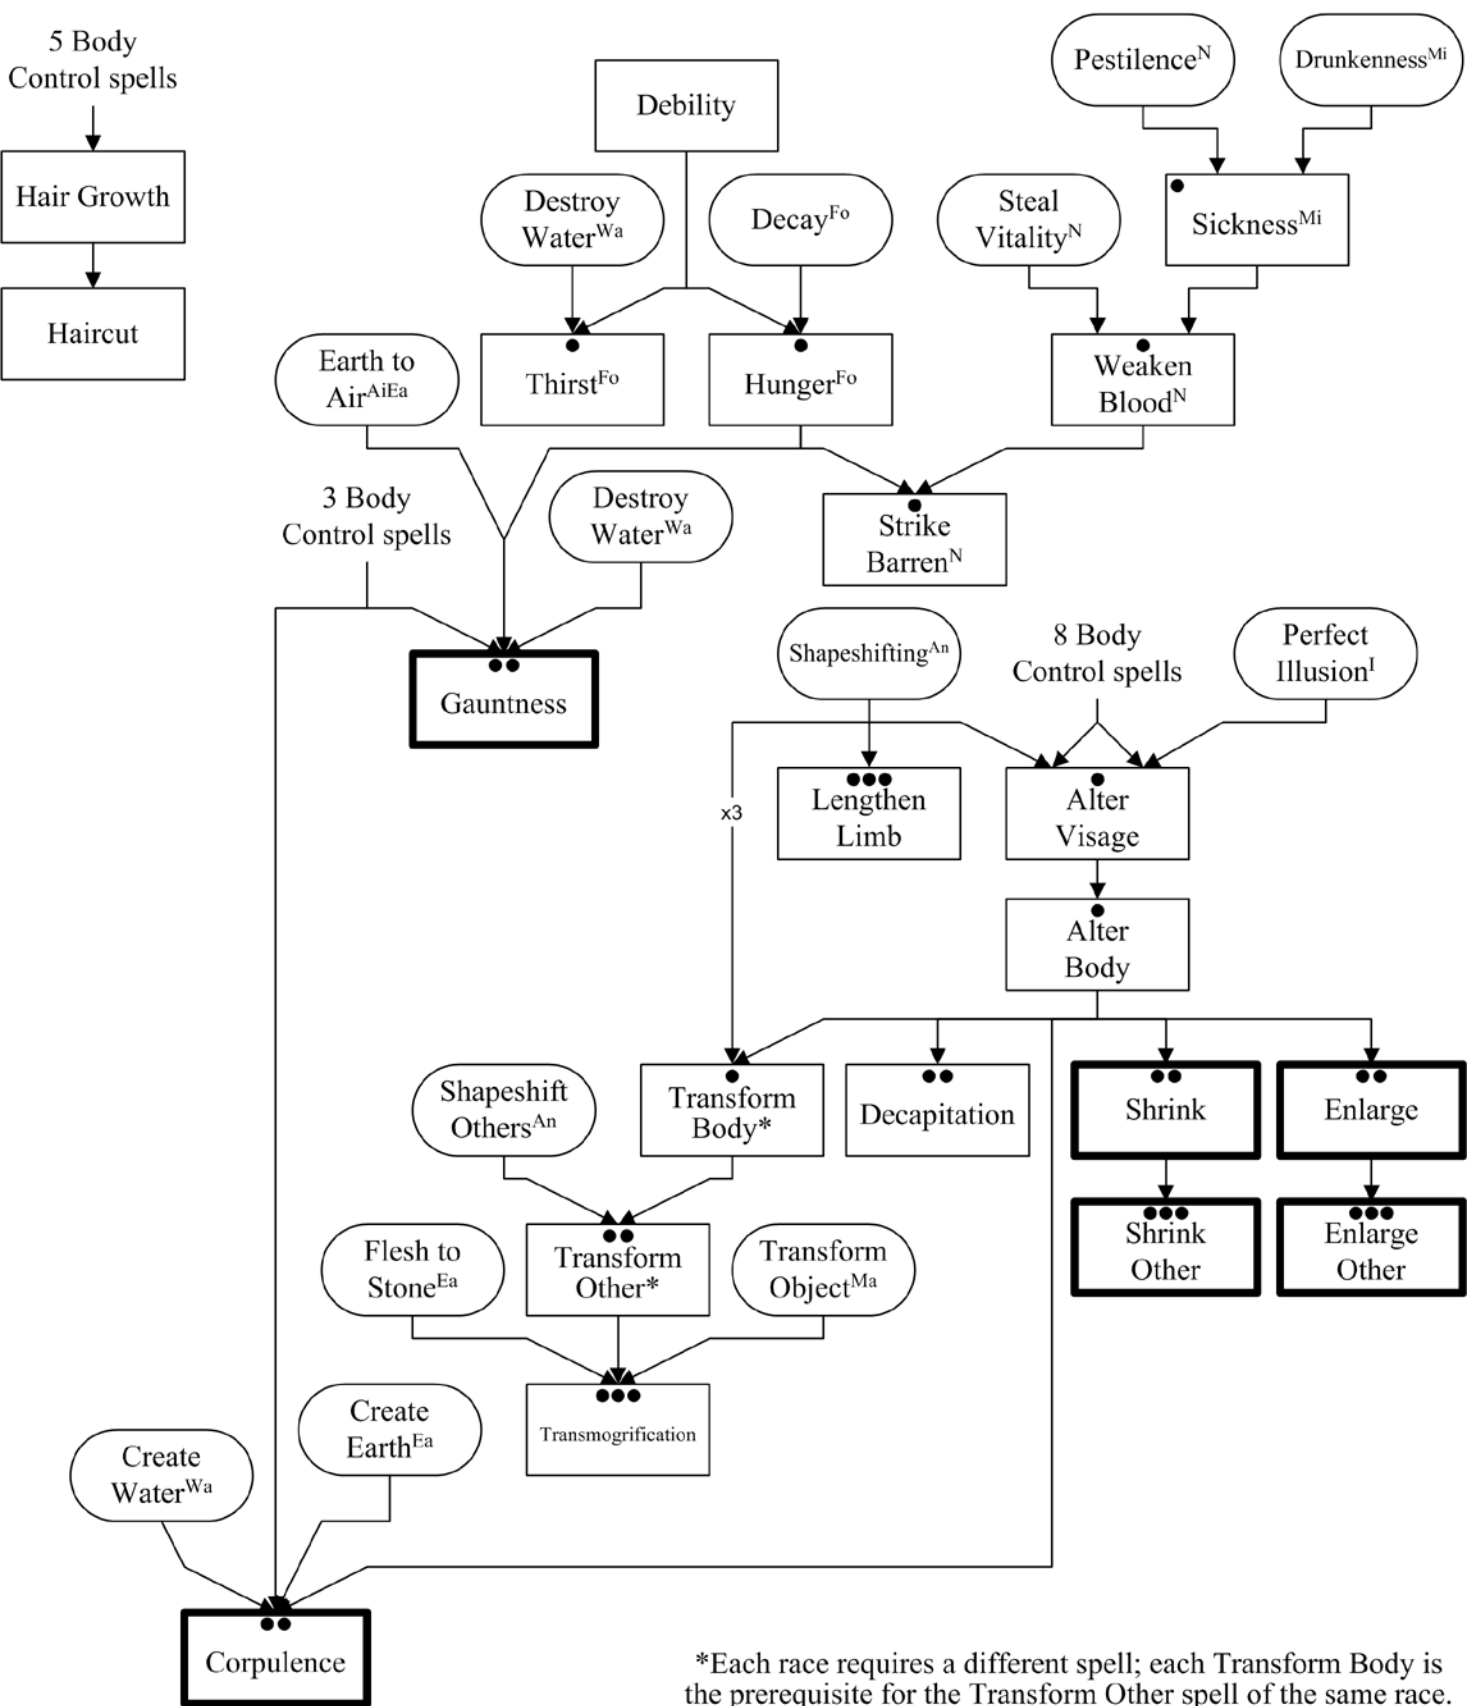 5 Body
Control spells
Hair Growth
Haircut
Debility
Pestilence^N
Drunkenness^Mi
Destroy
Water^Wa
Decay^Fo
Steal
Vitality^N
Sickness^Mi
Earth to
Air^AiEa
Thirst^Fo
Hunger^Fo
Weaken
Blood^N
3 Body
Control spells
Destroy
Water^Wa
Strike
Barren^N
Gauntness
Shapeshifting^An
8 Body
Control spells
Perfect
Illusion^I
x3
Lengthen
Limb
Alter
Visage
Alter
Body
Shapeshift
Others^An
Transform
Body*
Decapitation
Shrink
Enlarge
Flesh to
Stone^Ea
Transform
Other*
Transform
Object^Ma
Shrink
Other
Enlarge
Other
Transmogrification
Create
Earth^Ea
Create
Water^Wa
Corpulence
*Each race requires a different spell; each Transform Body is
the prerequisite for the Transform Other spell of the same race.